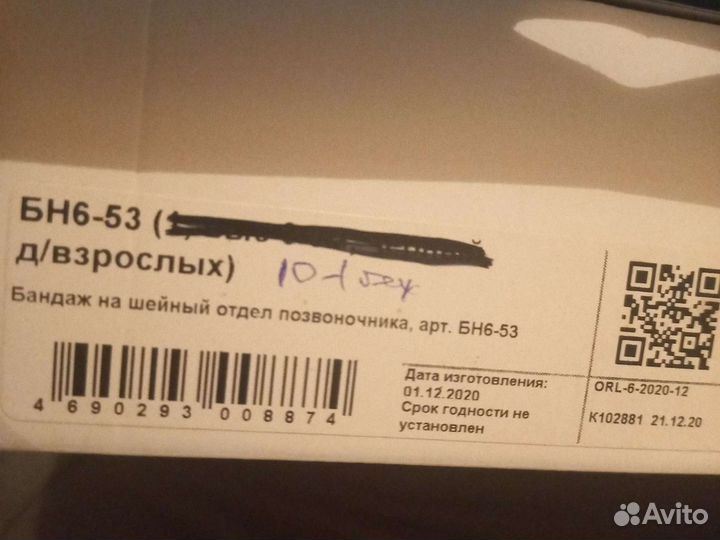 БН6-53 (
д/взрослых)
Бандаж на шейный отдел позвоночника, арт. БН6-53
4 690293 008874
Дата изготовления:
01.12.2020
Срок годности не
установлен
ORL-6-2020-12
К102881 21.12.20
Avito